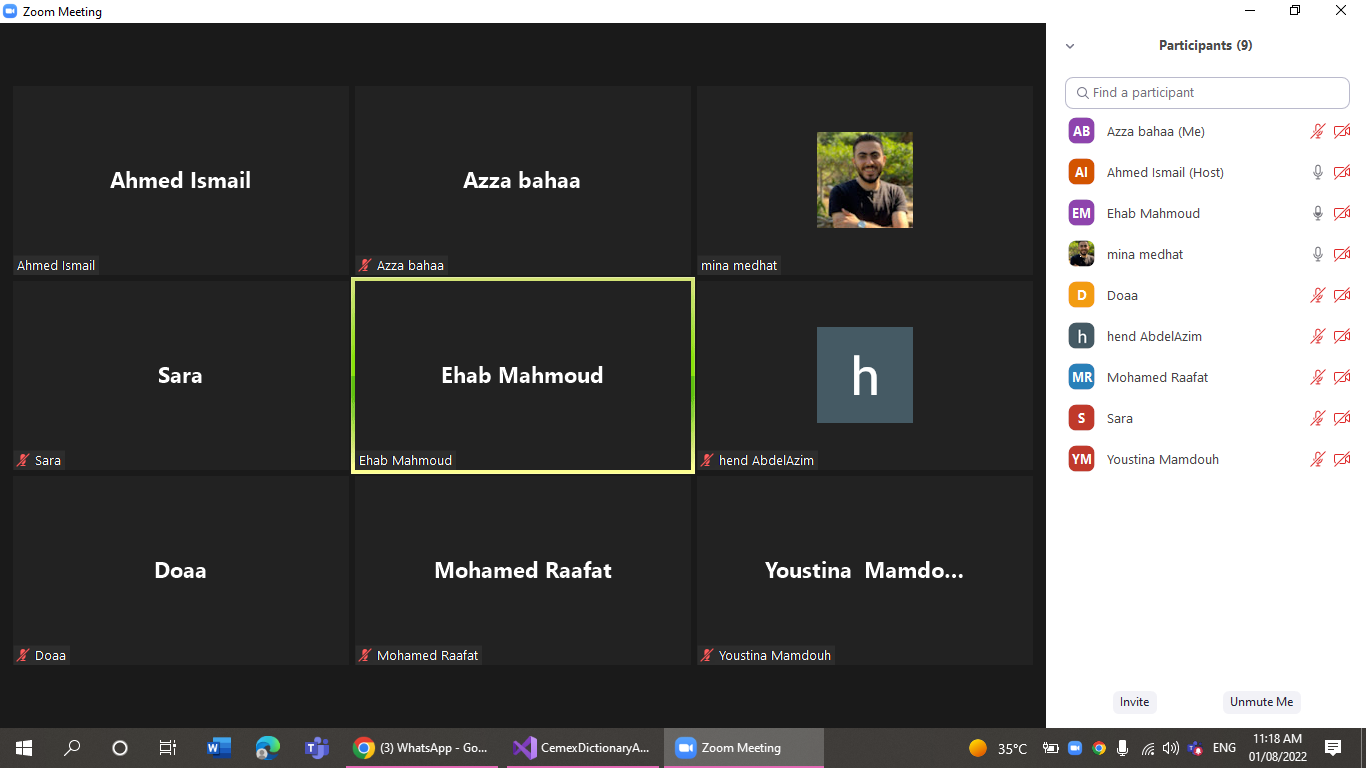 Zoom Meeting
Ahmed Ismail
Azza bahaa
Ahmed Ismail
Azza bahaa
mina medhat
Sara
Ehab Mahmoud
h
Sara
Ehab Mahmoud
hend AbdelAzim
Doaa
Mohamed Raafat
Youstina Mamdo...
Doaa
Mohamed Raafat
Youstina Mamdouh
Participants (9)
Find a participant
AB Azza bahaa (Me)
AI Ahmed Ismail (Host)
EM Ehab Mahmoud
mina medhat
D Doaa
h hend AbdelAzim
MR Mohamed Raafat
S Sara
YM Youstina Mamdouh
Invite Unmute Me
(3) WhatsApp - Go... CemexDictionaryA... Zoom Meeting 35°C ENG 11:18 AM
01/08/2022